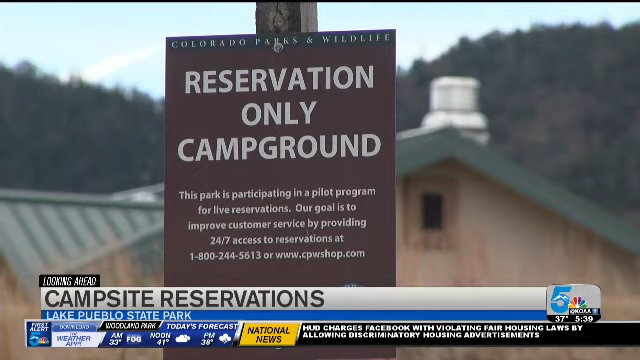 COLORADO PARKS & WILDLIFE
RESERVATION
ONLY
CAMPGROUND
This park is participating in a pilot program
for live reservations. Our goal is to
improve customer service by providing
24/7 access to reservations at
1-800-244-5613 or www.cpwshop.com
LOOKING AHEAD
CAMPSITE RESERVATIONS
LAKE PUEBLO STATE PARK
5
KOAA
37° 5:39
FIRST ALERT
5
DOWNLOAD
THE WEATHER APP!
WOODLAND PARK
TODAY'S FORECAST
AM 33°
FOG
NOON 41°
PM 38°
NATIONAL NEWS
HUD CHARGES FACEBOOK WITH VIOLATING FAIR HOUSING LAWS BY
ALLOWING DISCRIMINATORY HOUSING ADVERTISEMENTS